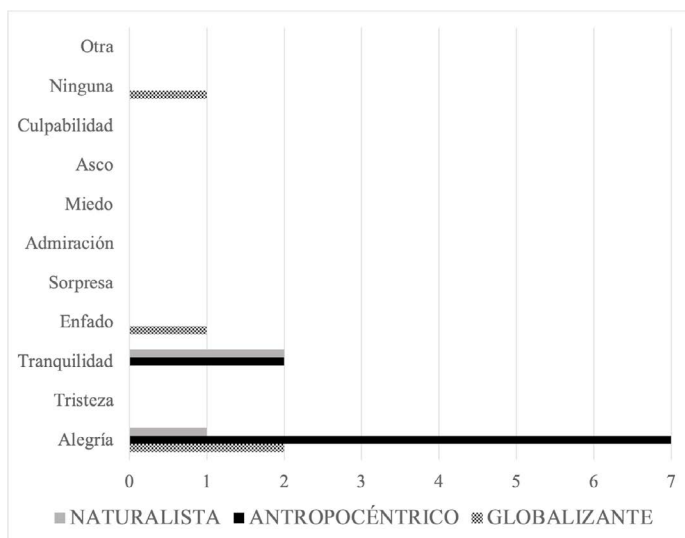 Otra
Ninguna
Culpabilidad
Asco
Miedo
Admiración
Sorpresa
Enfado
Tranquilidad
Tristeza
Alegría
0 1 2 3 4 5 6 7
NATURALISTA ANTROPOCÉNTRICO GLOBALIZANTE